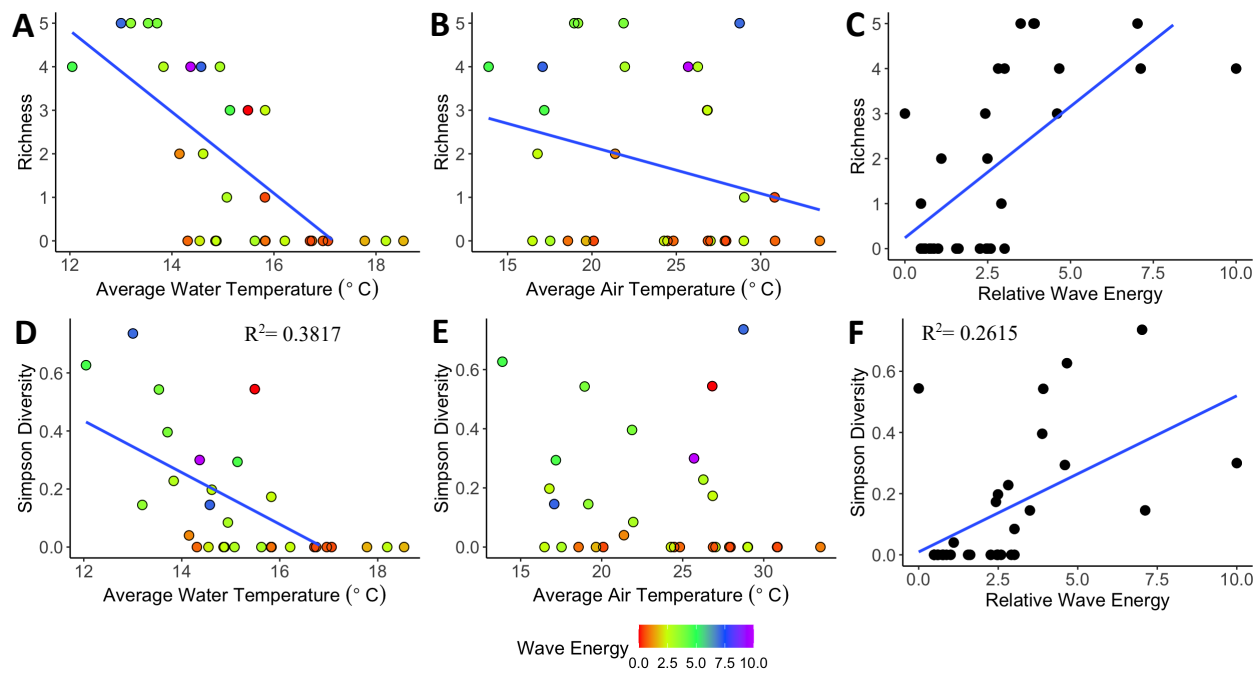 A
Richness
5
4
3
2
1
0
12 14 16 18
Average Water Temperature (° C)
B
Richness
5
4
3
2
1
0
15 20 25 30
Average Air Temperature (° C)
C
Richness
5
4
3
2
1
0
0.0 2.5 5.0 7.5 10.0
Relative Wave Energy
D
R²= 0.3817
Simpson Diversity
0.6
0.4
0.2
0.0
12 14 16 18
Average Water Temperature (° C)
E
Simpson Diversity
0.6
0.4
0.2
0.0
15 20 25 30
Average Air Temperature (° C)
F
R²= 0.2615
Simpson Diversity
0.6
0.4
0.2
0.0
0.0 2.5 5.0 7.5 10.0
Relative Wave Energy
Wave Energy
0.0 2.5 5.0 7.5 10.0